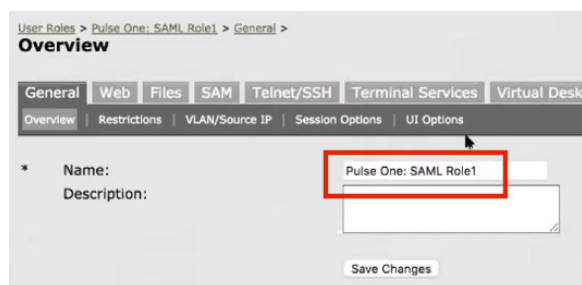 User Roles > Pulse One: SAML Role1 > General >
Overview
General Web Files SAM Telnet/SSH Terminal Services Virtual Desk
Overview | Restrictions | VLAN/Source IP | Session Options | UI Options
* Name: Pulse One: SAML Role1
Description:
Save Changes